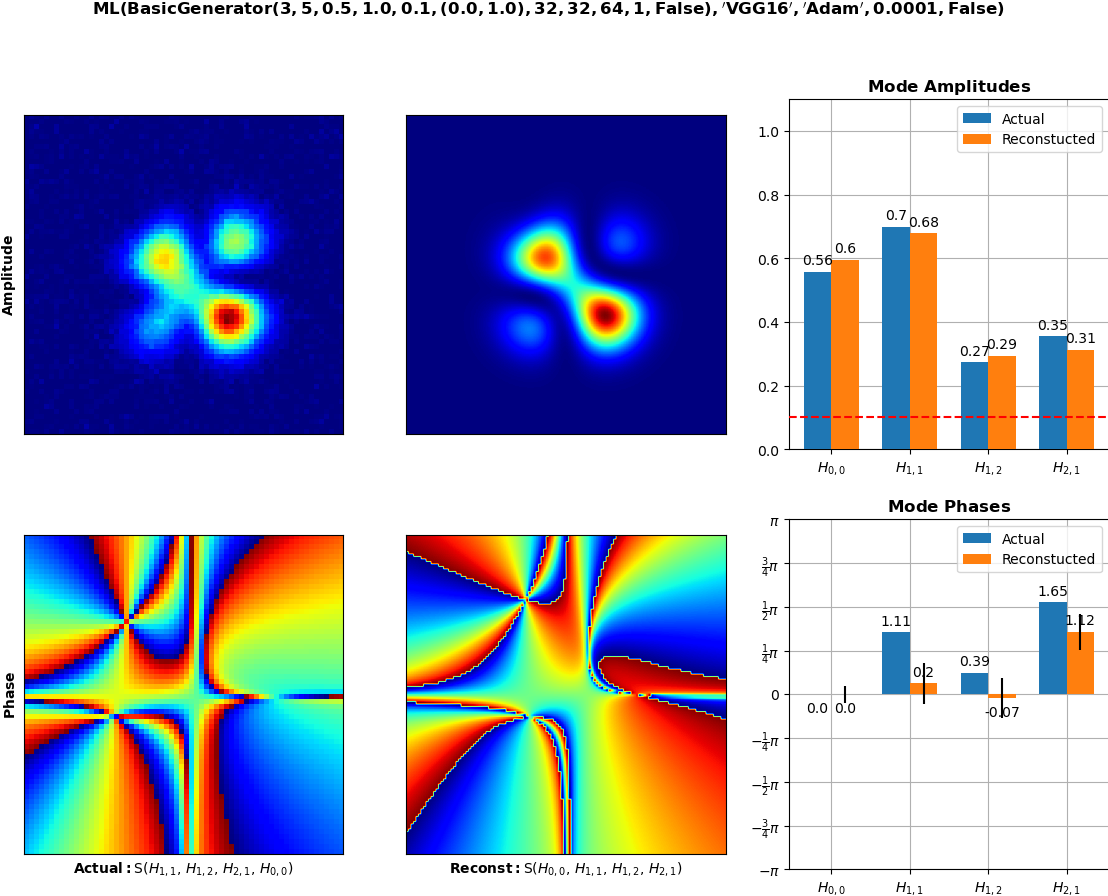 ML(BasicGenerator(3, 5, 0.5, 1.0, 0.1, (0.0, 1.0), 32, 32, 64, 1, False), ′VGG16′, ′Adam′, 0.0001, False)
Amplitude
Mode Amplitudes
Actual
Reconstucted
1.0
0.8
0.6
0.4
0.2
0.0
0.56
0.6
0.7
0.68
0.27
0.29
0.35
0.31
H0,0
H1,1
H1,2
H2,1
Phase
Actual: S(H1,1, H1,2, H2,1, H0,0)
Reconst: S(H0,0, H1,1, H1,2, H2,1)
Mode Phases
Actual
Reconstucted
π
3/4π
1/2π
1/4π
0
−1/4π
−1/2π
−3/4π
−π
0.0
0.0
1.11
0.2
0.39
-0.07
1.65
1.12
H0,0
H1,1
H1,2
H2,1